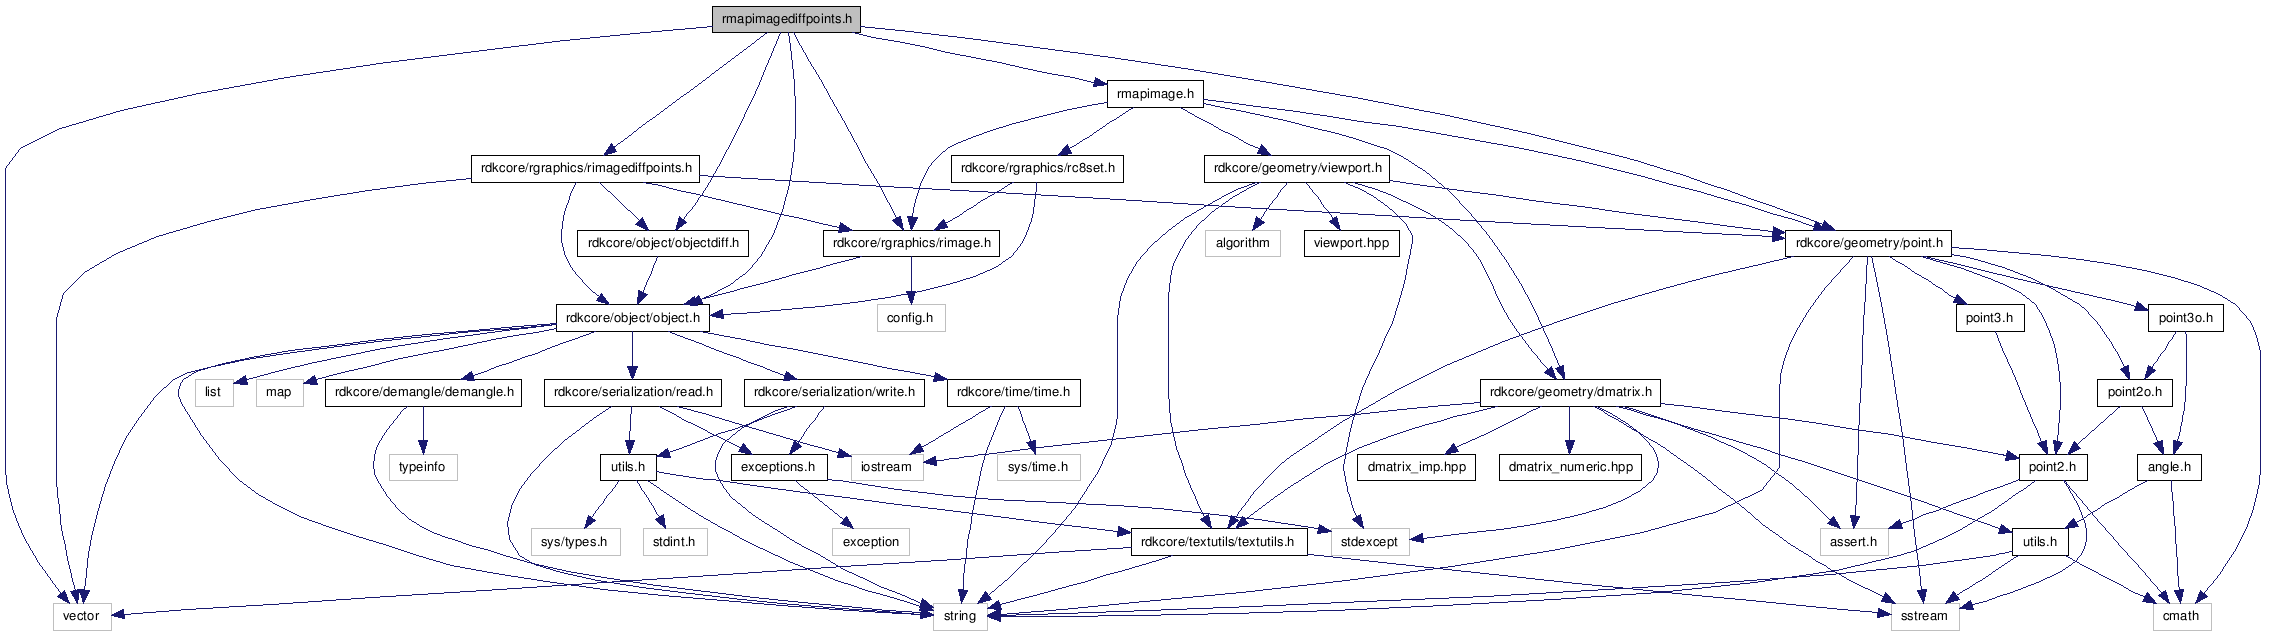 rmapimagediffpoints.h
rmapimage.h
rdkcore/rgraphics/rimagediffpoints.h
rdkcore/rgraphics/rc8set.h
rdkcore/geometry/viewport.h
rdkcore/object/objectdiff.h
rdkcore/rgraphics/rimage.h
algorithm
viewport.hpp
rdkcore/geometry/point.h
rdkcore/object/object.h
config.h
point3.h
point3o.h
list
map
rdkcore/demangle/demangle.h
rdkcore/serialization/read.h
rdkcore/serialization/write.h
rdkcore/time/time.h
rdkcore/geometry/dmatrix.h
point2o.h
typeinfo
utils.h
exceptions.h
iostream
sys/time.h
dmatrix_imp.hpp
dmatrix_numeric.hpp
point2.h
angle.h
sys/types.h
stdint.h
exception
rdkcore/textutils/textutils.h
stdexcept
assert.h
utils.h
vector
string
sstream
cmath